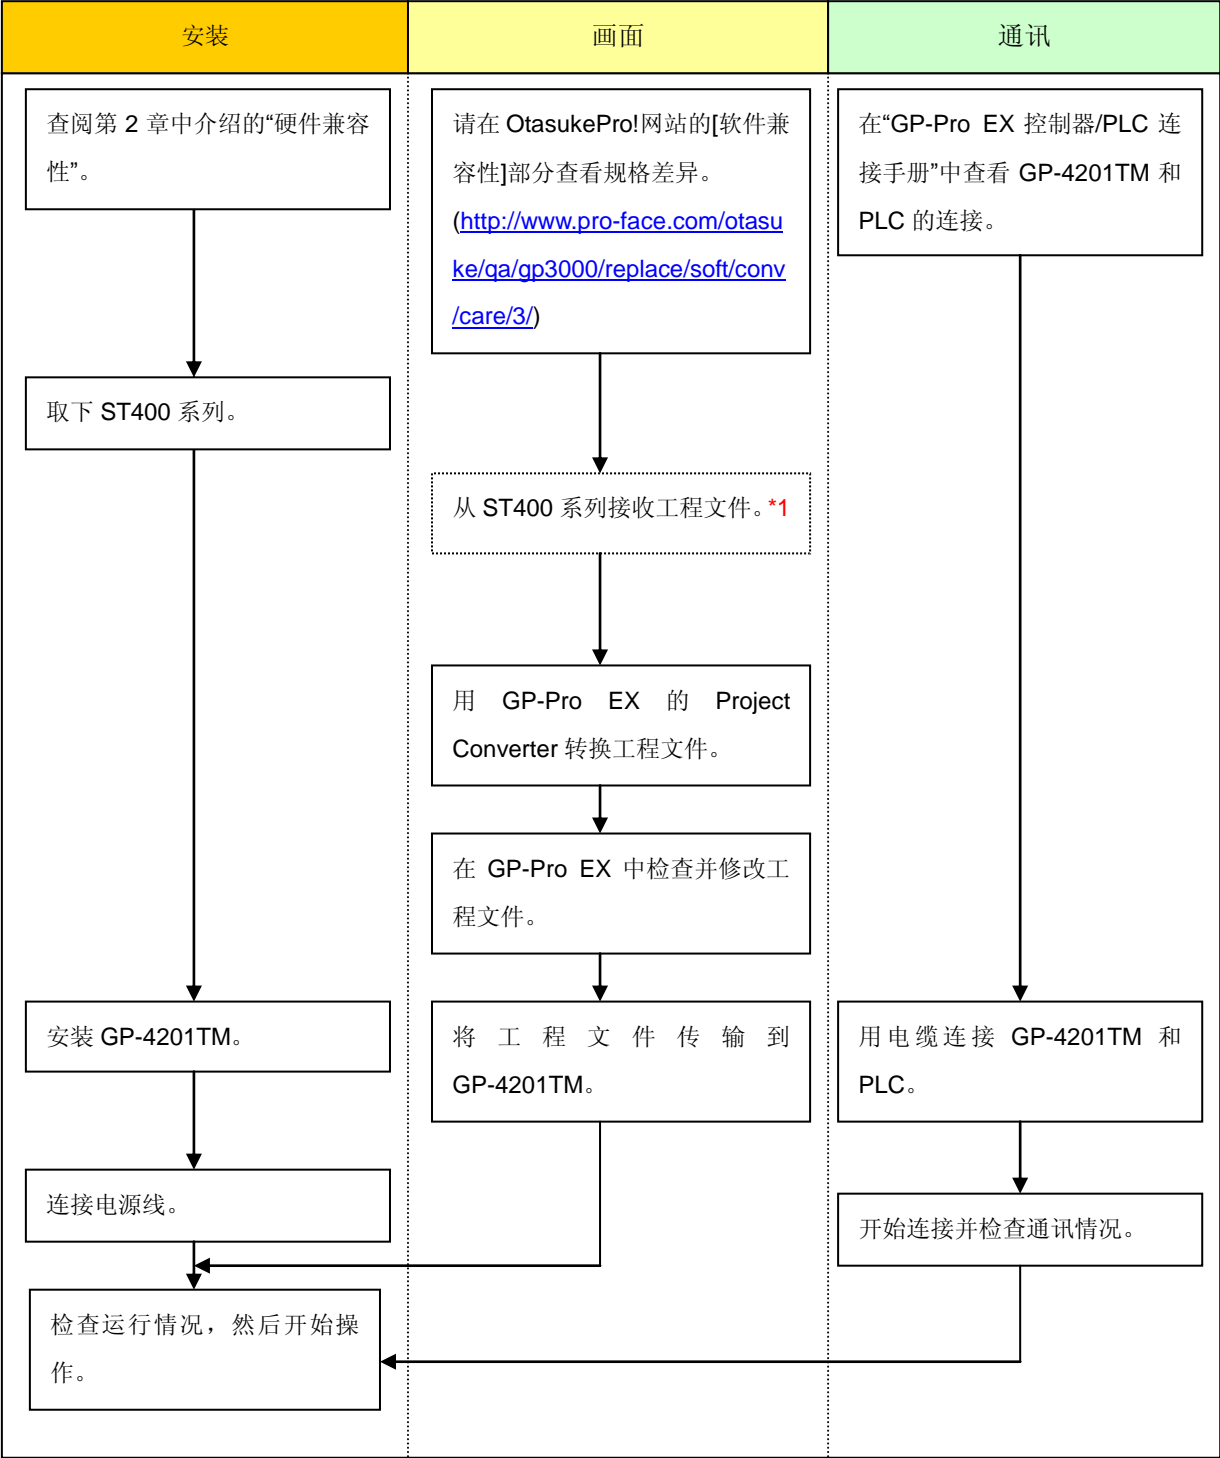 安装
画面
通讯
查阅第 2 章中介绍的“硬件兼容
性”。
取下 ST400 系列。
安装 GP-4201TM。
连接电源线。
检查运行情况，然后开始操
作。
请在 OtasukePro!网站的[软件兼
容性]部分查看规格差异。
(http://www.pro-face.com/otasu
ke/qa/gp3000/replace/soft/conv
/care/3/)
从 ST400 系列接收工程文件。*1
用 GP-Pro EX 的 Project
Converter 转换工程文件。
在 GP-Pro EX 中检查并修改工
程文件。
将工程文件传输到
GP-4201TM。
在“GP-Pro EX 控制器/PLC 连
接手册”中查看 GP-4201TM 和
PLC 的连接。
用电缆连接 GP-4201TM 和
PLC。
开始连接并检查通讯情况。